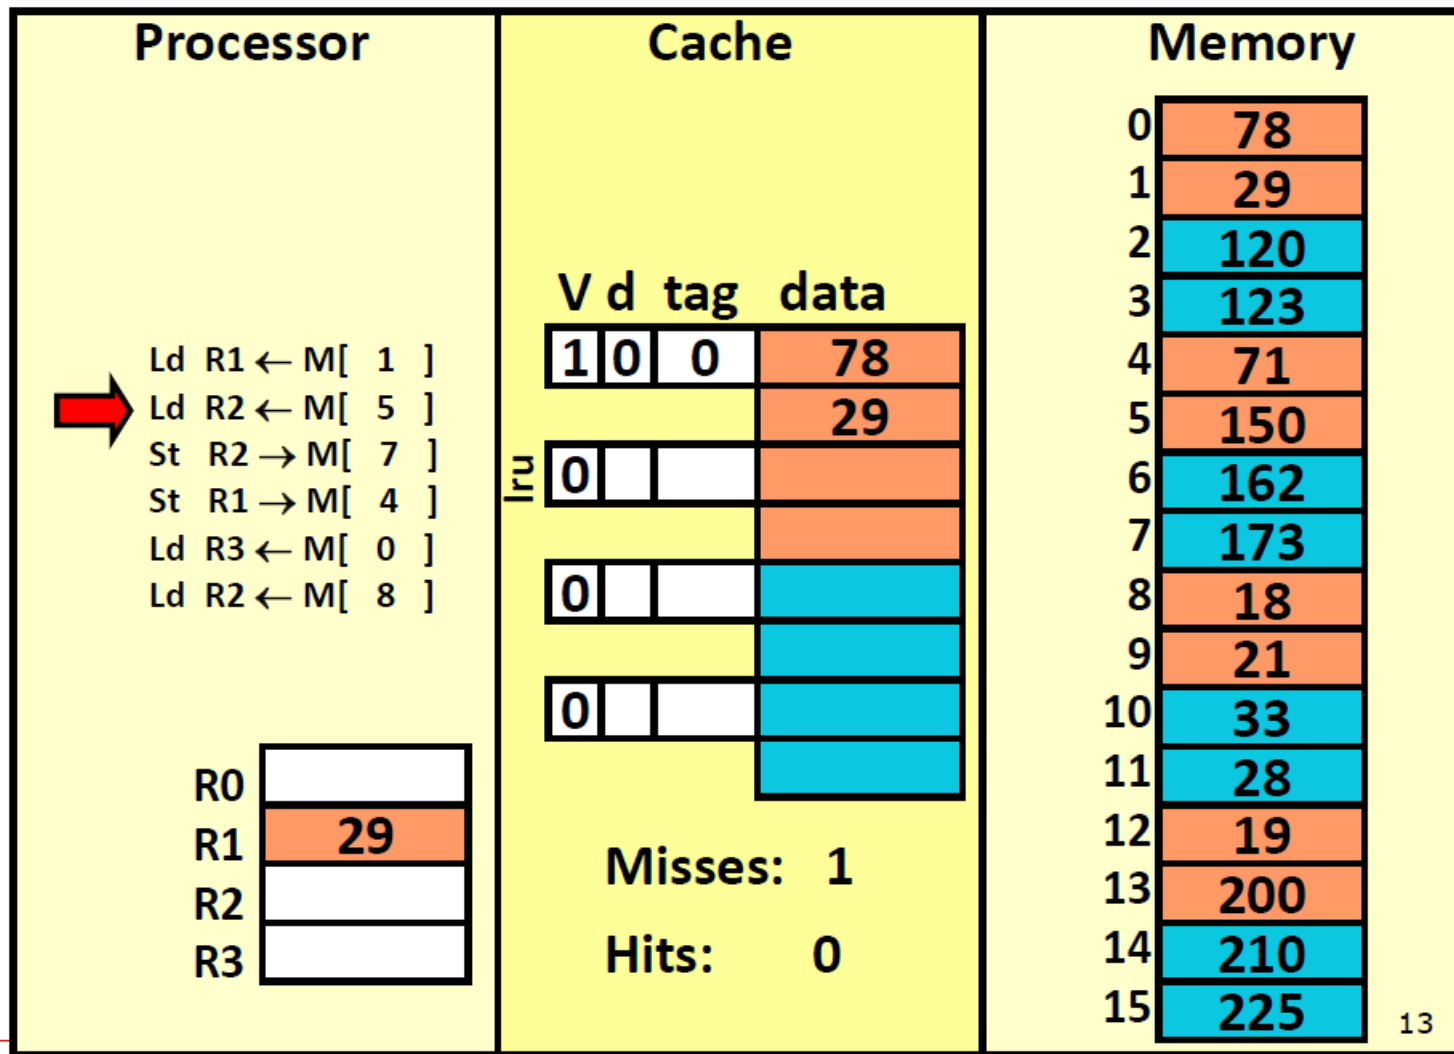 Processor
Ld R1 ← M[ 1 ]
Ld R2 ← M[ 5 ]
St R2 → M[ 7 ]
St R1 → M[ 4 ]
Ld R3 ← M[ 0 ]
Ld R2 ← M[ 8 ]
R0
R1 29
R2
R3
Cache
V d tag data
1 0 0 78
29
lru 0
0
0
Misses: 1
Hits: 0
Memory
0 78
1 29
2 120
3 123
4 71
5 150
6 162
7 173
8 18
9 21
10 33
11 28
12 19
13 200
14 210
15 225
13